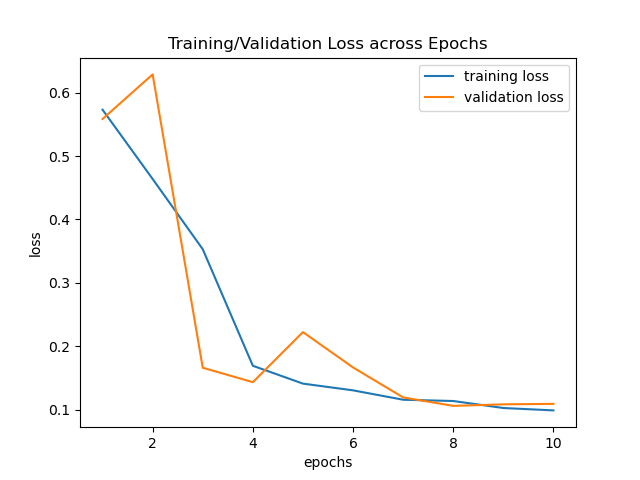 Training/Validation Loss across Epochs
training loss
validation loss
0.6
0.5
0.4
0.3
0.2
0.1
loss
2 4 6 8 10
epochs